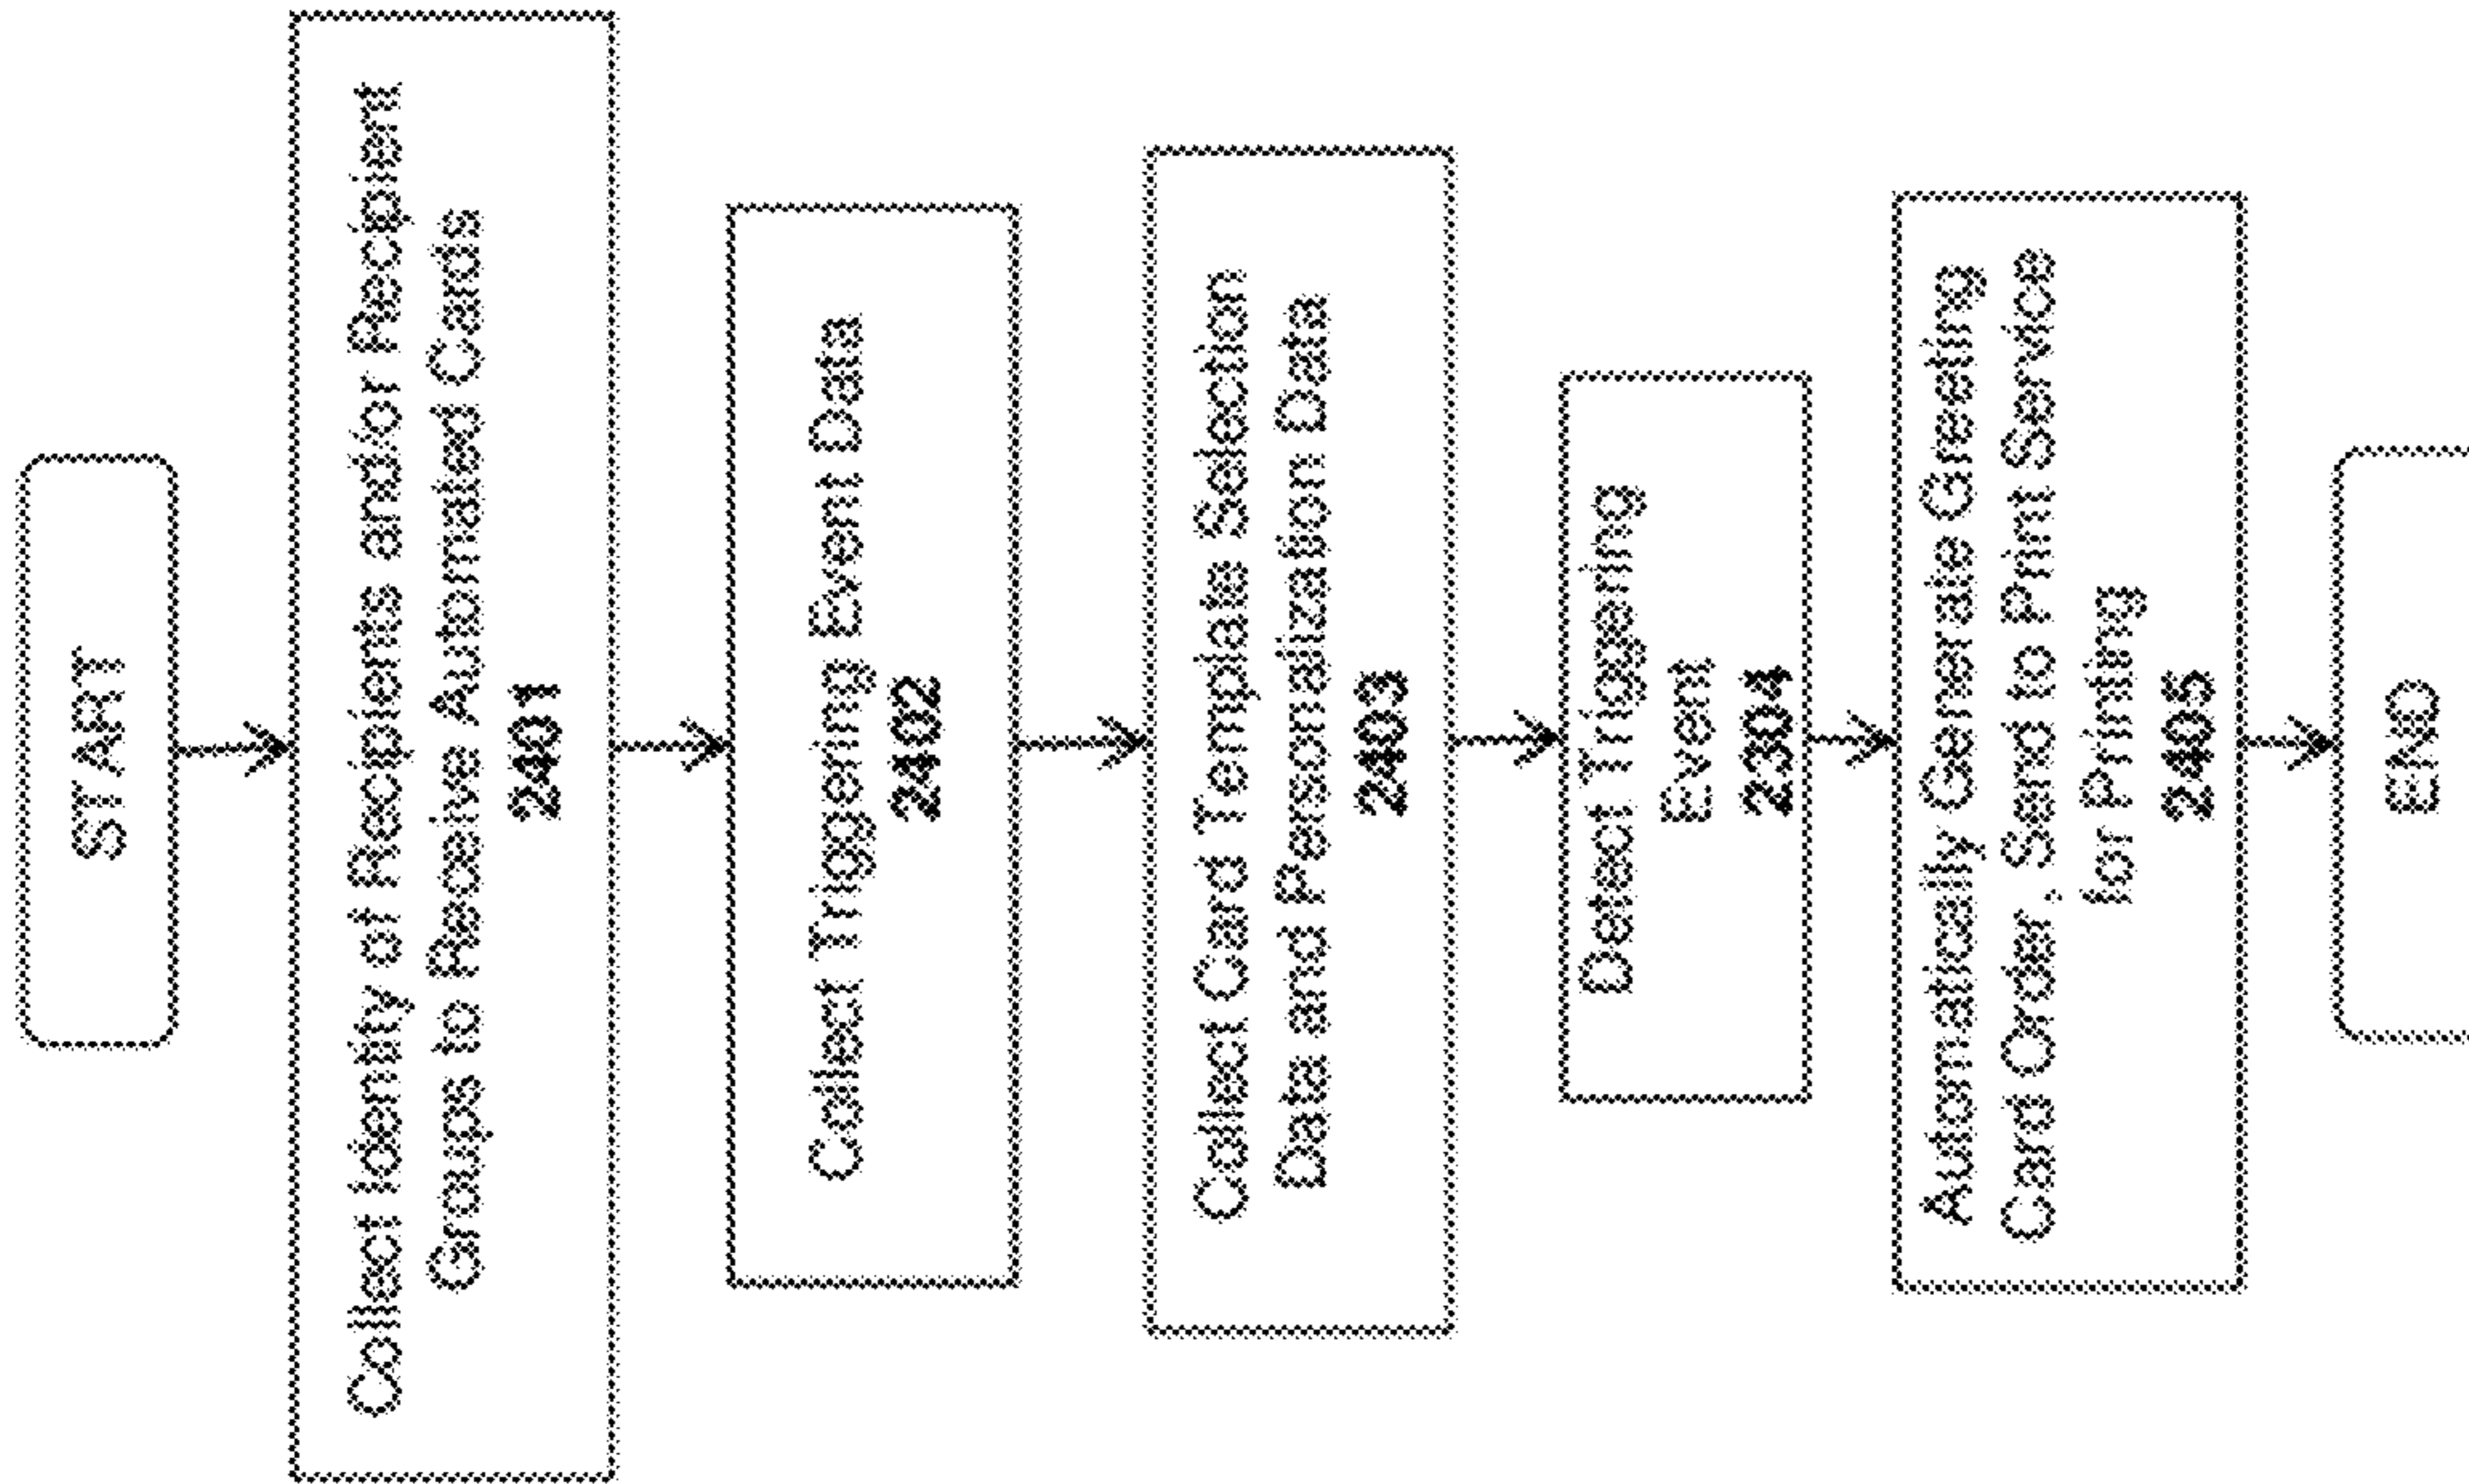 START
Collect Identity of Recipients and/or Recipient
Groups to Receive Automated Cards
2401
Collect Triggering Event Data
2402
Collect Card Template Selection
Data and Personalization Data
2403
Detect Triggering
Event
2304
Automatically Generate Greeting
Card Order, Send to Print Service
for Printing
2405
END